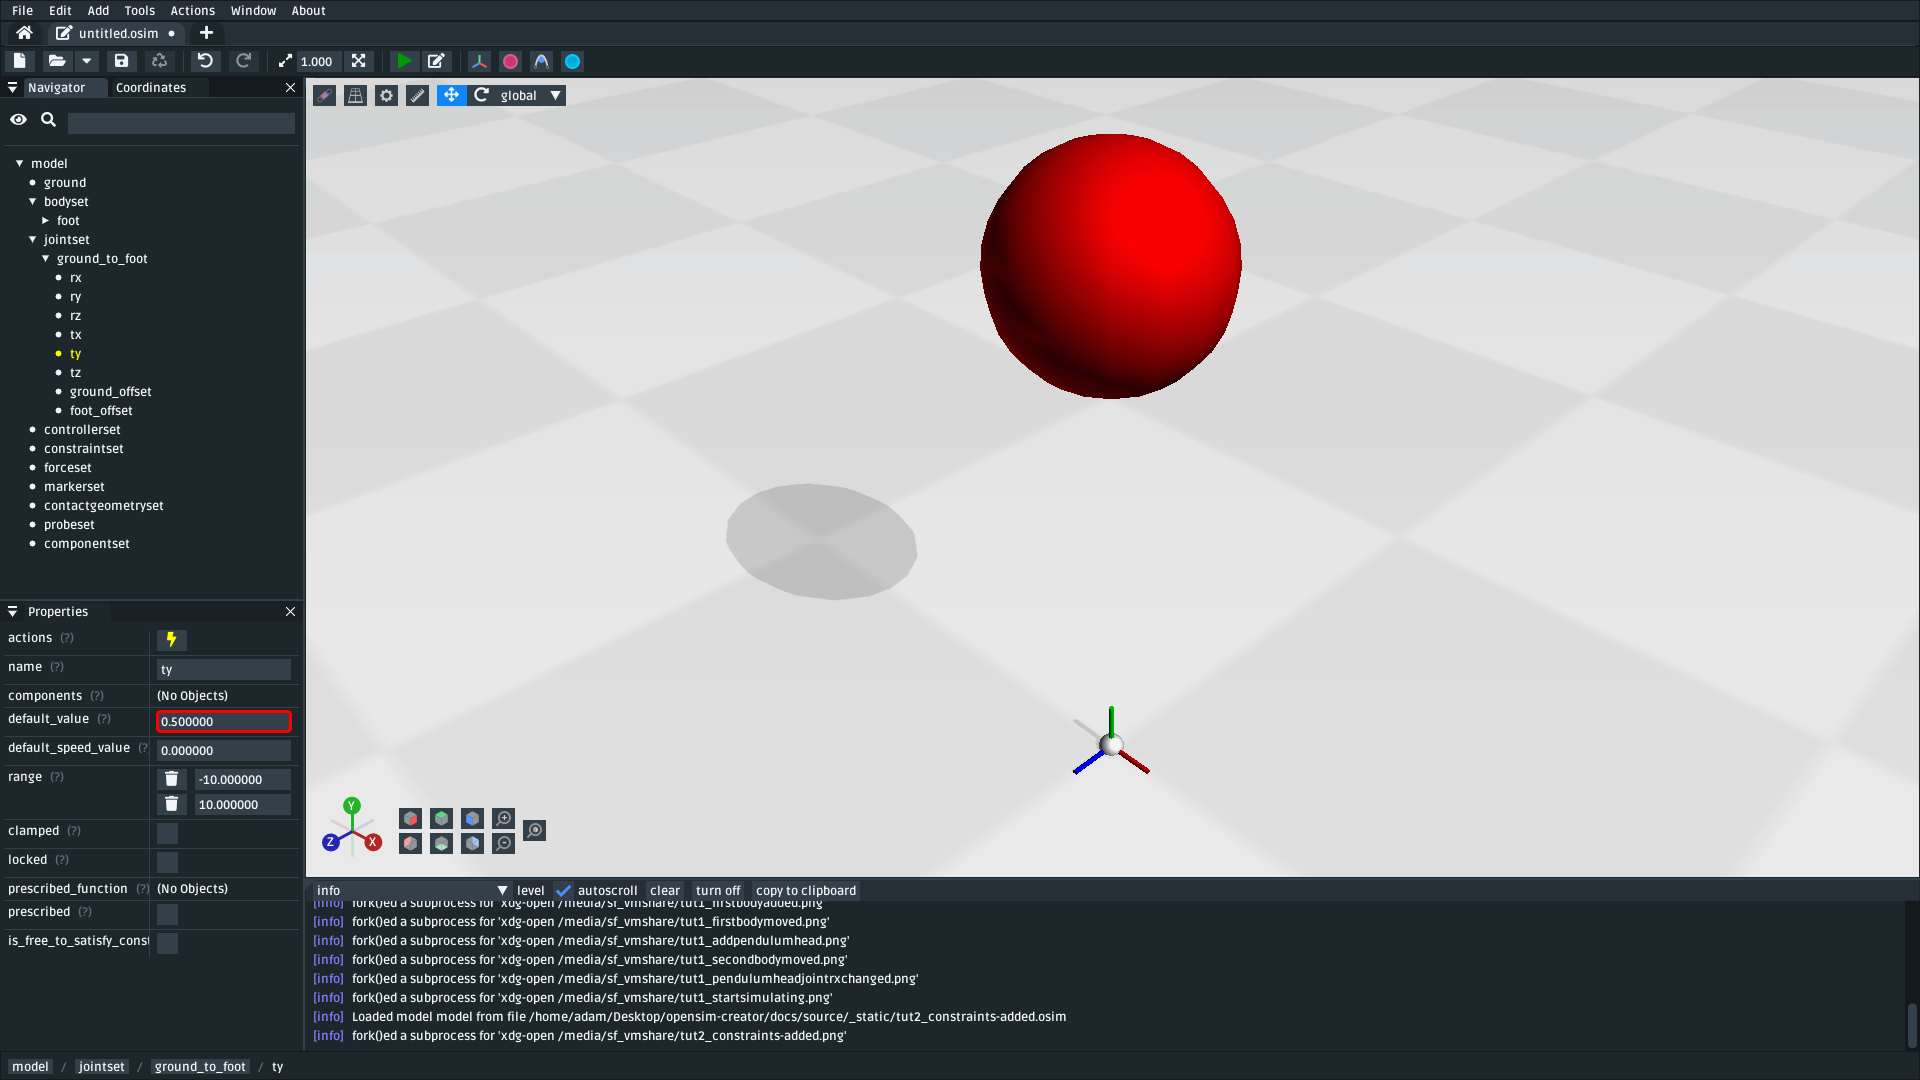 File Edit Add Tools Actions Window About
untitled.osim
1.000
Navigator Coordinates
global
model
ground
bodyset
foot
jointset
ground_to_foot
rx
ry
rz
tx
ty
tz
ground_offset
foot_offset
controllerset
constraintset
forceset
markerset
contactgeometryset
probeset
componentset
Properties
actions (?)
name (?) ty
components (?) (No Objects)
default_value (?) 0.500000
default_speed_value (? 0.000000
range (?) -10.000000
10.000000
clamped (?)
locked (?)
prescribed_function (?) (No Objects)
prescribed (?)
is_free_to_satisfy_const
Y
Z X
info level autoscroll clear turn off copy to clipboard
[info] fork()ed a subprocess for 'xdg-open /media/sf_vmshare/tut1_firstbodyadded.png'
[info] fork()ed a subprocess for 'xdg-open /media/sf_vmshare/tut1_firstbodymoved.png'
[info] fork()ed a subprocess for 'xdg-open /media/sf_vmshare/tut1_addpendulumhead.png'
[info] fork()ed a subprocess for 'xdg-open /media/sf_vmshare/tut1_secondbodymoved.png'
[info] fork()ed a subprocess for 'xdg-open /media/sf_vmshare/tut1_pendulumheadjointrxchanged.png'
[info] fork()ed a subprocess for 'xdg-open /media/sf_vmshare/tut1_startsimulating.png'
[info] Loaded model model from file /home/adam/Desktop/opensim-creator/docs/source/_static/tut2_constraints-added.osim
[info] fork()ed a subprocess for 'xdg-open /media/sf_vmshare/tut2_constraints-added.png'
model / jointset / ground_to_foot / ty